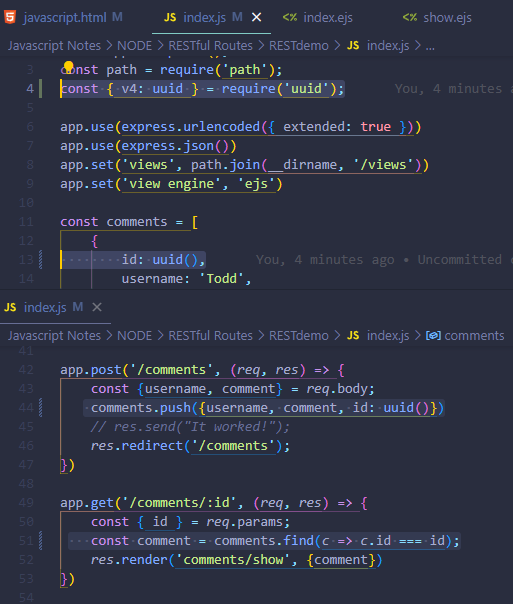 javascript.html M JS index.js M × <%= index.ejs <%= show.ejs
Javascript Notes > NODE > RESTful Routes > RESTdemo > JS index.js > ...
3 const path = require('path');
4 const { v4: uuid } = require('uuid'); You, 4 minutes a
5
6 app.use(express.urlencoded({ extended: true }))
7 app.use(express.json())
8 app.set('views', path.join(__dirname, '/views'))
9 app.set('view engine', 'ejs')
10
11 const comments = [
12 {
13 id: uuid(), You, 4 minutes ago • Uncommitted c
14 username: 'Todd',
JS index.js M ×
Javascript Notes > NODE > RESTful Routes > RESTdemo > JS index.js > comments
41
42 app.post('/comments', (req, res) => {
43 const {username, comment} = req.body;
44 comments.push({username, comment, id: uuid()})
45 // res.send("It worked!");
46 res.redirect('/comments');
47 })
48
49 app.get('/comments/:id', (req, res) => {
50 const { id } = req.params;
51 const comment = comments.find(c => c.id === id);
52 res.render('comments/show', {comment})
53 })
54